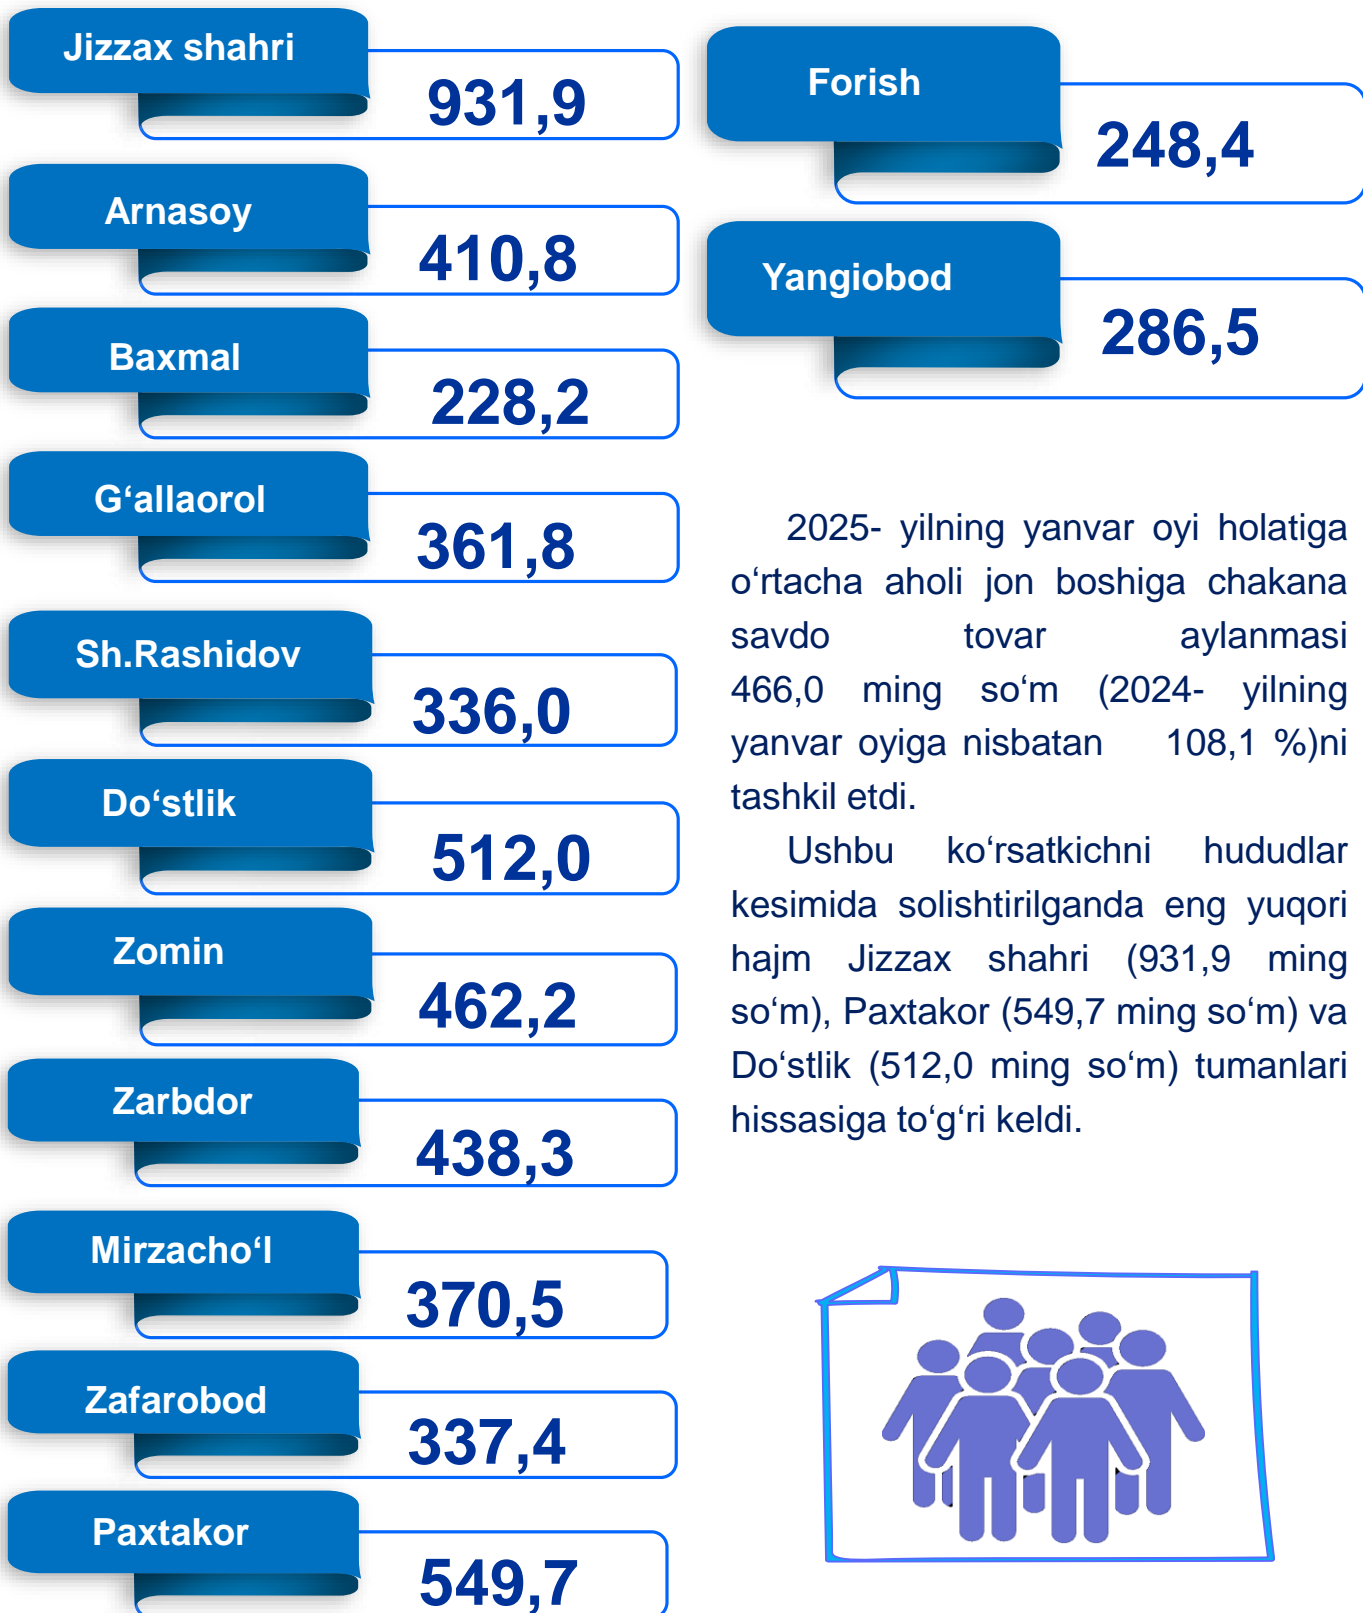 Jizzax shahri
931,9
Arnasoy
410,8
Baxmal
228,2
G‘allaorol
361,8
Sh.Rashidov
336,0
Do‘stlik
512,0
Zomin
462,2
Zarbdor
438,3
Mirzacho‘l
370,5
Zafarobod
337,4
Paxtakor
549,7
Forish
248,4
Yangiobod
286,5
2025- yilning yanvar oyi holatiga
o‘rtacha aholi jon boshiga chakana
savdo tovar aylanmasi
466,0 ming so‘m (2024- yilning
yanvar oyiga nisbatan 108,1 %)ni
tashkil etdi.
Ushbu ko‘rsatkichni hududlar
kesimida solishtirilganda eng yuqori
hajm Jizzax shahri (931,9 ming
so‘m), Paxtakor (549,7 ming so‘m) va
Do‘stlik (512,0 ming so‘m) tumanlari
hissasiga to‘g‘ri keldi.